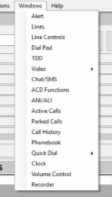 Windows Help
Alert
Lines
Line Controls
Dial Pad
TDD
Video
Chat/SMS
ACD Functions
ANI/ALI
Active Calls
Parked Calls
Call History
Phonebook
Quick Dial
Clock
Volume Control
Recorder